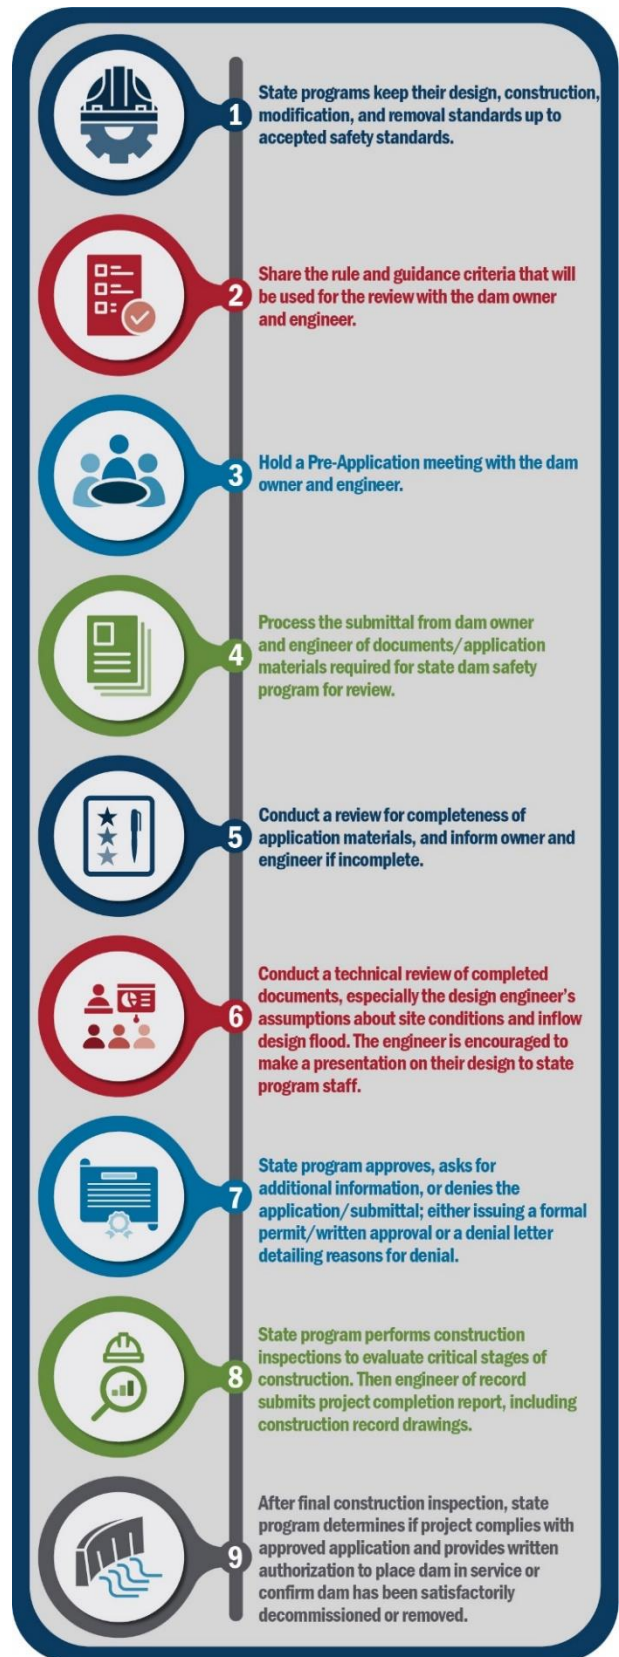 1
State programs keep their design, construction,
modification, and removal standards up to
accepted safety standards.
2
Share the rule and guidance criteria that will
be used for the review with the dam owner
and engineer.
3
Hold a Pre-Application meeting with the dam
owner and engineer.
4
Process the submittal from dam owner
and engineer of documents/application
materials required for state dam safety
program for review.
5
Conduct a review for completeness of
application materials, and inform owner and
engineer if incomplete.
6
Conduct a technical review of completed
documents, especially the design engineer's
assumptions about site conditions and inflow
design flood. The engineer is encouraged to
make a presentation on their design to state
program staff.
7
State program approves, asks for
additional information, or denies the
application/submittal; either issuing a formal
permit/written approval or a denial letter
detailing reasons for denial.
8
State program performs construction
inspections to evaluate critical stages of
construction. Then engineer of record
submits project completion report, including
construction record drawings.
9
After final construction inspection, state
program determines if project complies with
approved application and provides written
authorization to place dam in service or
confirm dam has been satisfactorily
decommissioned or removed.